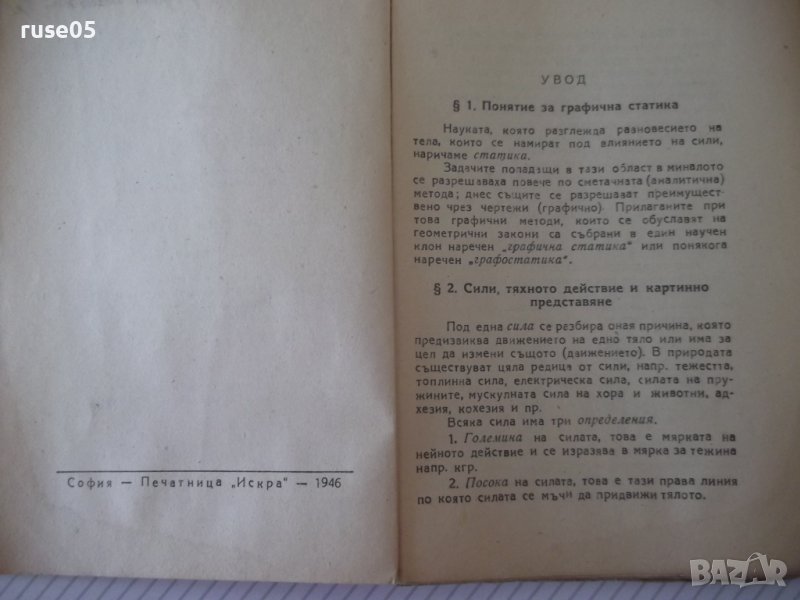 ruse05
София — Печатница „Искра" — 1946
УВОД
§ 1. Понятие за графична статика
Науката, която разглежда равновесието на
тела, които се намират под влиянието на сили,
наричаме статика.
Задачите попадащи в тази област в миналото
се разрешаваха повече по сметачната (аналитична)
метода; днес същите се разрешават преимуществ-
ено чрез чертежи (графично). Прилаганите при
това графични методи, които се обуславят на
геометрични закони са събрани в един научен
клон наречен „графична статика" или понякога
наречен „графостатика".
§ 2. Сили, тяхното действие и картинно
представяне
Под една сила се разбира оная причина, която
предизвиква движението на едно тяло или има за
цел да измени същото (движението). В природата
съществуват цяла редица от сили, напр. тежестта,
топлинна сила, електрическа сила, силата на пру-
жините, мускулната сила на хора и животни, ад-
хезия, кохезия и пр.
Всяка сила има три определения.
1. Големина на силата, това е мярката на
нейното действие и се изразява в мярка за тежина
напр. кгр.
2. Посока на силата, това е тази права линия
по която силата се мъчи да придвижи тялото.
BAZAR
bg